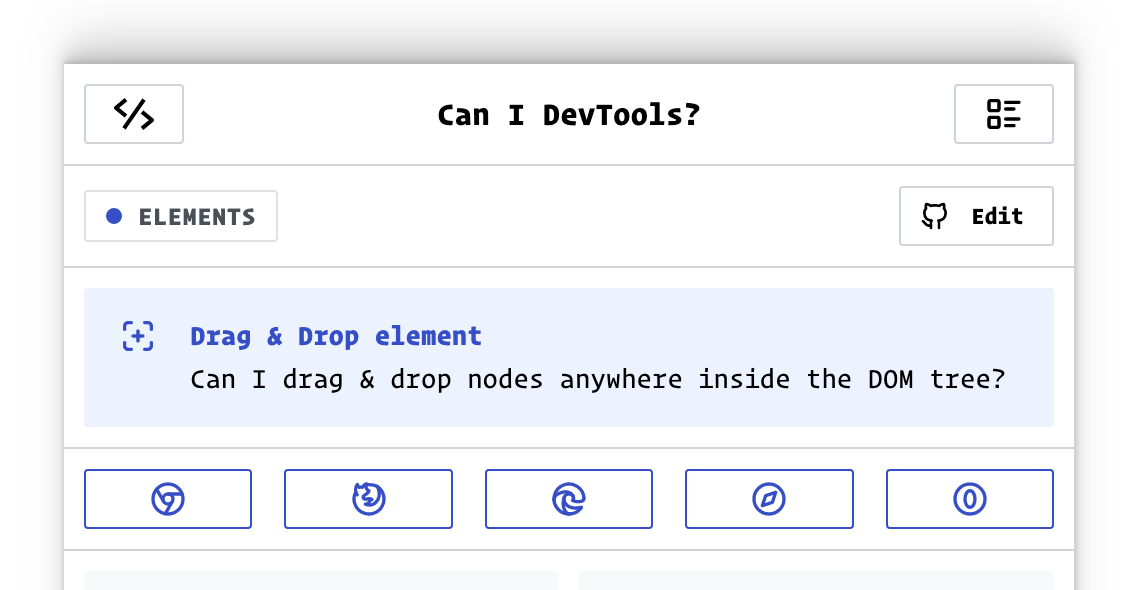 Can I DevTools?
ELEMENTS
Edit
Drag & Drop element
Can I drag & drop nodes anywhere inside the DOM tree?